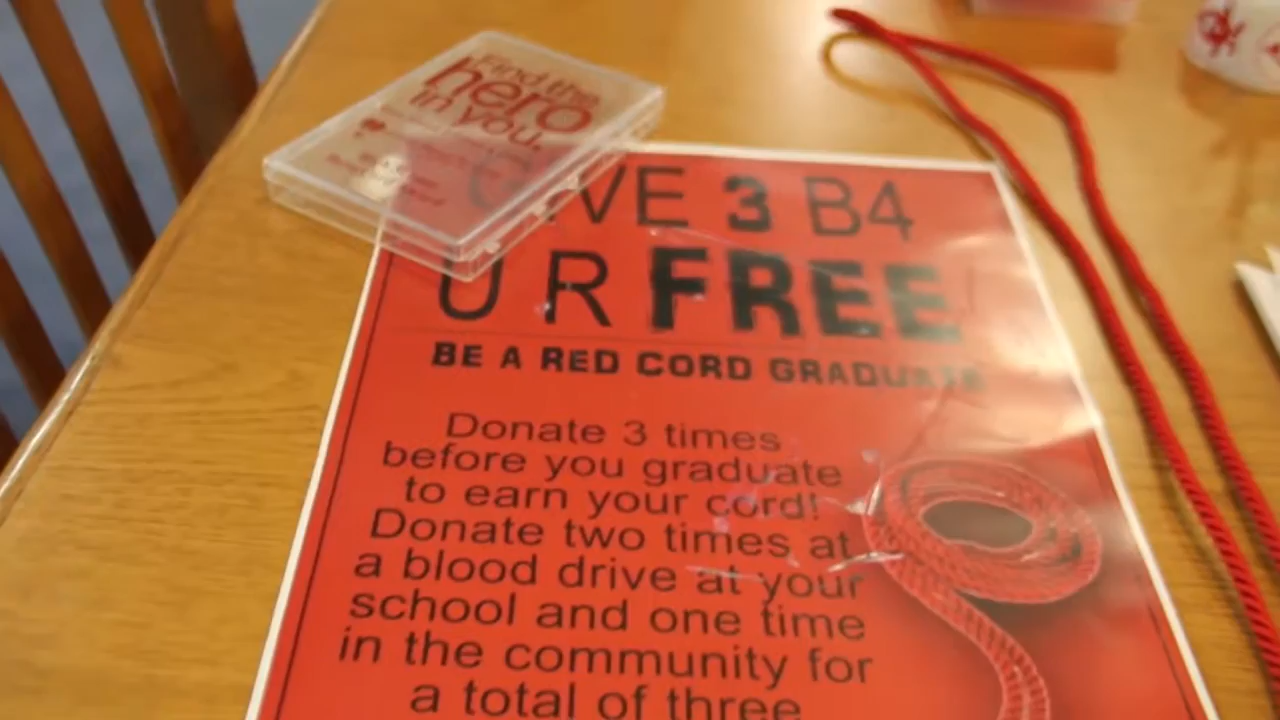 Find the
hero
in you.
GIVE 3 B4
U R FREE
BE A RED CORD GRADUATE
Donate 3 times
before you graduate
to earn your cord!
Donate two times at
a blood drive at your
school and one time
in the community for
a total of three